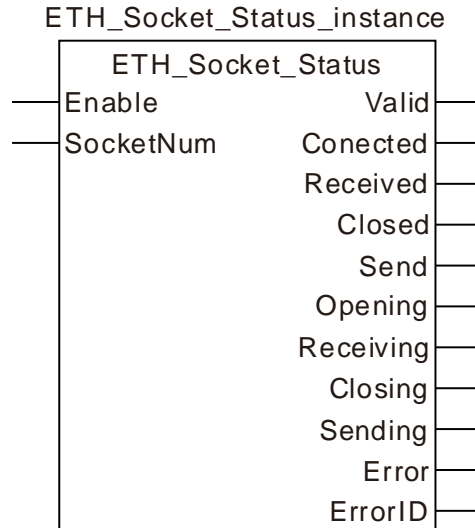 ETH_Socket_Status_instance
ETH_Socket_Status
Enable Valid
SocketNum Conected
Received
Closed
Send
Opening
Receiving
Closing
Sending
Error
ErrorID